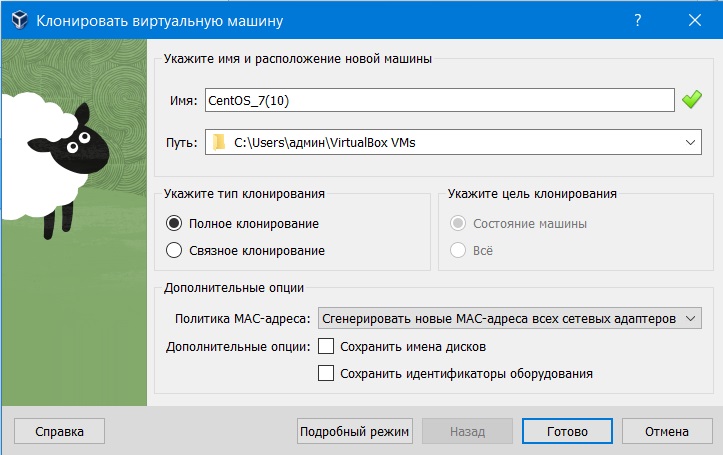 Клонировать виртуальную машину
?
Укажите имя и расположение новой машины
Имя: CentOS_7(10)
Путь: C:\Users\админ\VirtualBox VMs
Укажите тип клонирования
Полное клонирование
Связное клонирование
Укажите цель клонирования
Состояние машины
Всё
Дополнительные опции
Политика MAC-адреса: Сгенерировать новые MAC-адреса всех сетевых адаптеров
Дополнительные опции: Сохранить имена дисков
Сохранить идентификаторы оборудования
Справка Подробный режим Назад Готово Отмена